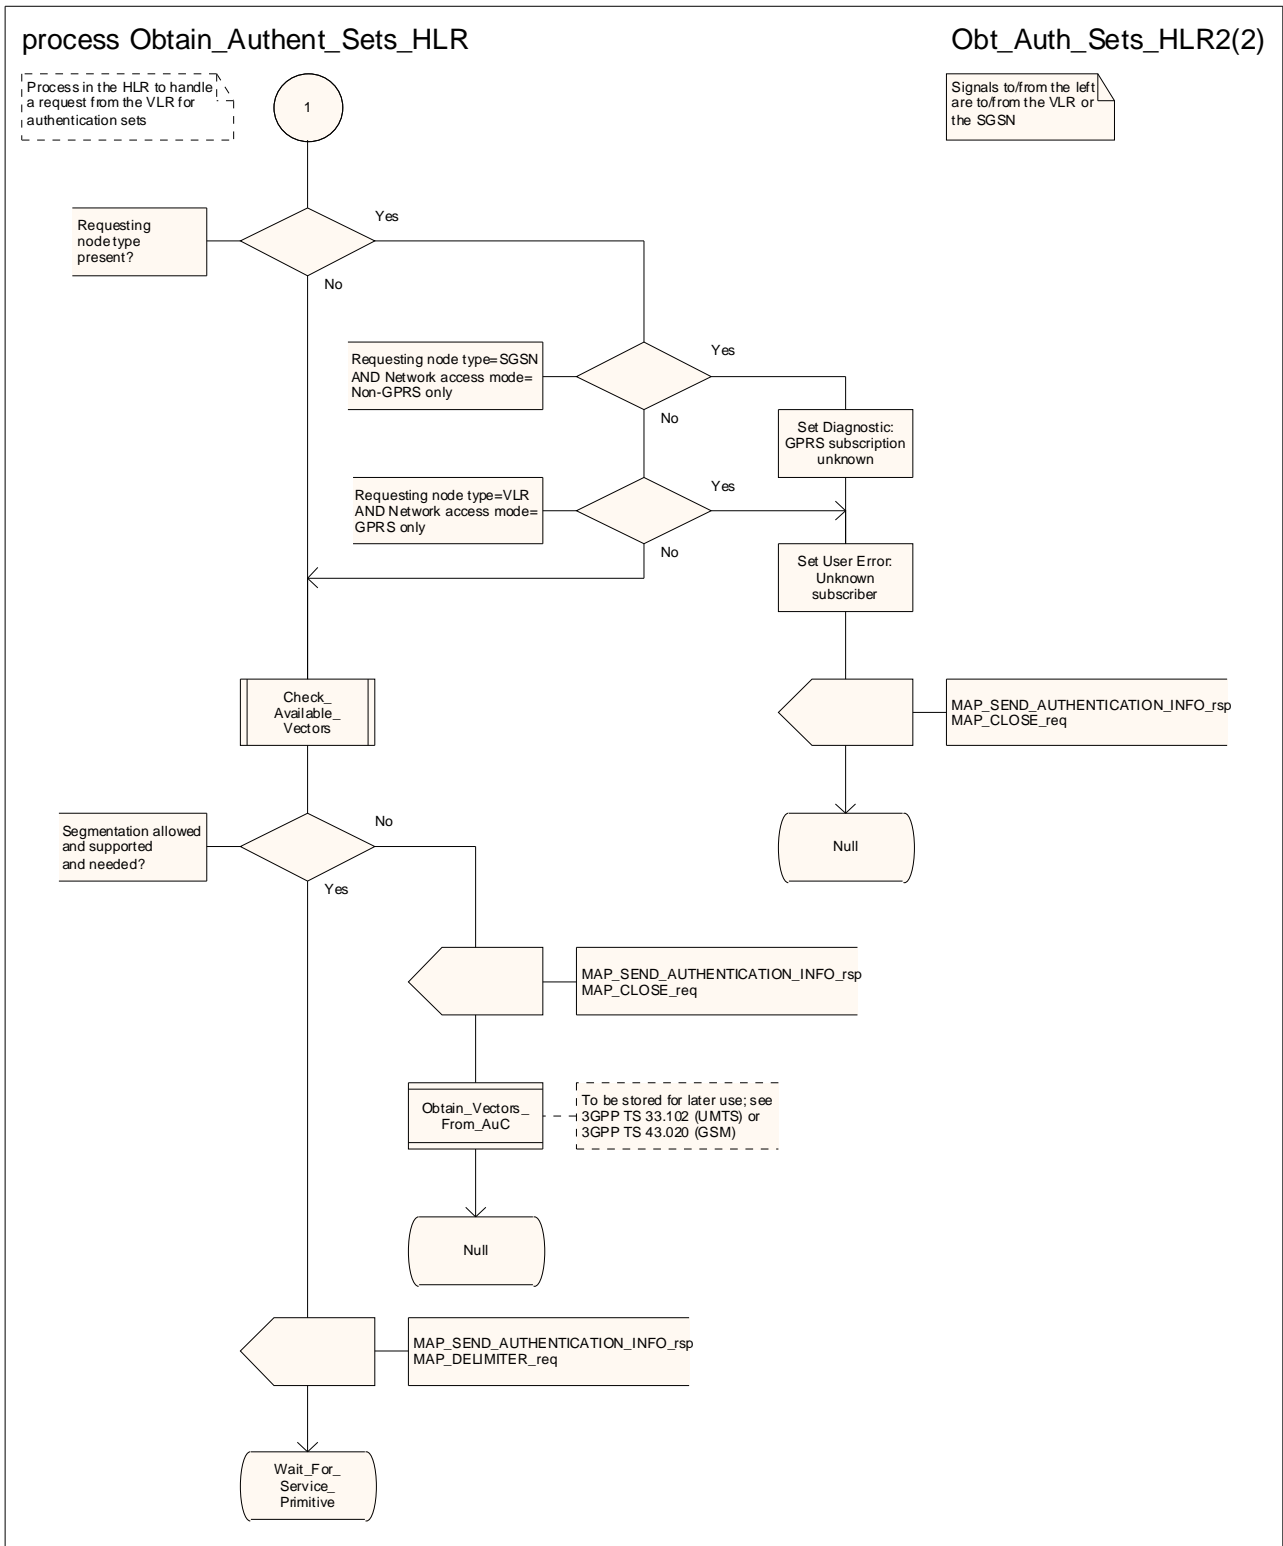 process Obtain_Authent_Sets_HLR
Obt_Auth_Sets_HLR2(2)
Process in the HLR to handle
a request from the VLR for
authentication sets
1
Signals to/from the left
are to/from the VLR or
the SGSN
Yes
Requesting
node type
present?
No
Yes
Requesting node type=SGSN
AND Network access mode=
Non-GPRS only
No
Set Diagnostic:
GPRS subscription
unknown
Yes
Requesting node type=VLR
AND Network access mode=
GPRS only
No
Set User Error:
Unknown
subscriber
Check_
Available_
Vectors
MAP_SEND_AUTHENTICATION_INFO_rsp
MAP_CLOSE_req
No
Segmentation allowed
and supported
and needed?
Yes
Null
MAP_SEND_AUTHENTICATION_INFO_rsp
MAP_CLOSE_req
Obtain_Vectors_
From_AuC
To be stored for later use; see
3GPP TS 33.102 (UMTS) or
3GPP TS 43.020 (GSM)
Null
MAP_SEND_AUTHENTICATION_INFO_rsp
MAP_DELIMITER_req
Wait_For_
Service_
Primitive